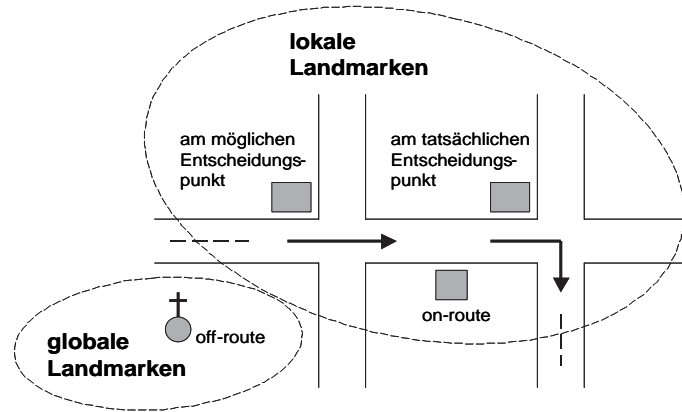 lokale
Landmarken
am möglichen
Entscheidungs-
punkt
am tatsächlichen
Entscheidungs-
punkt
on-route
off-route
globale
Landmarken